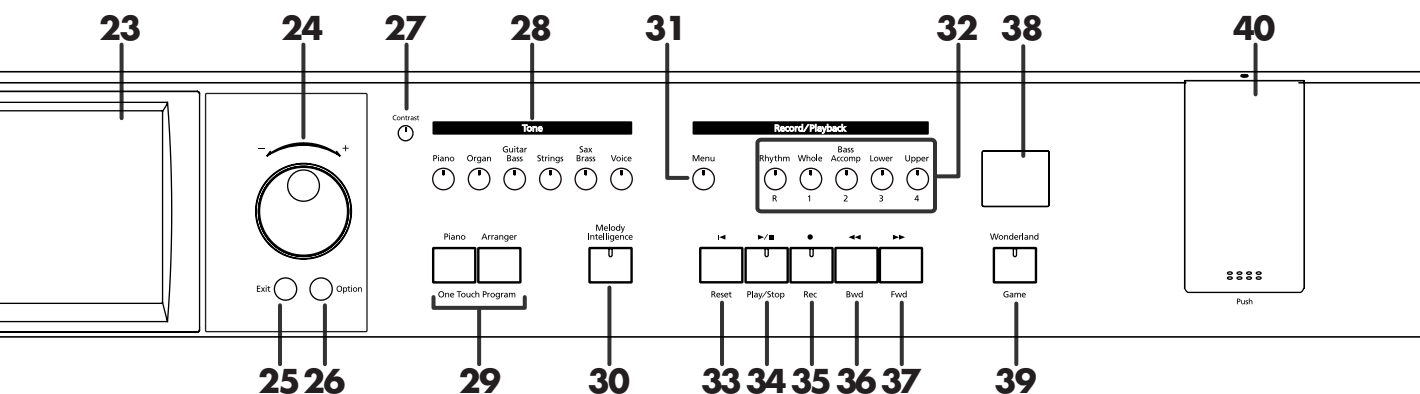 23 24 27 28 31 32 38 40
Contrast
Tone
Record/Playback
− +
Piano Organ Guitar Bass Strings Sax Brass Voice
Menu Rhythm Whole Bass Accomp Lower Upper
R 1 2 3 4
Piano Arranger
Melody
Intelligence
Wonderland
Exit Option
One Touch Program
Reset Play/Stop Rec Bwd Fwd
Game
Push
25 26 29 30 33 34 35 36 37 39